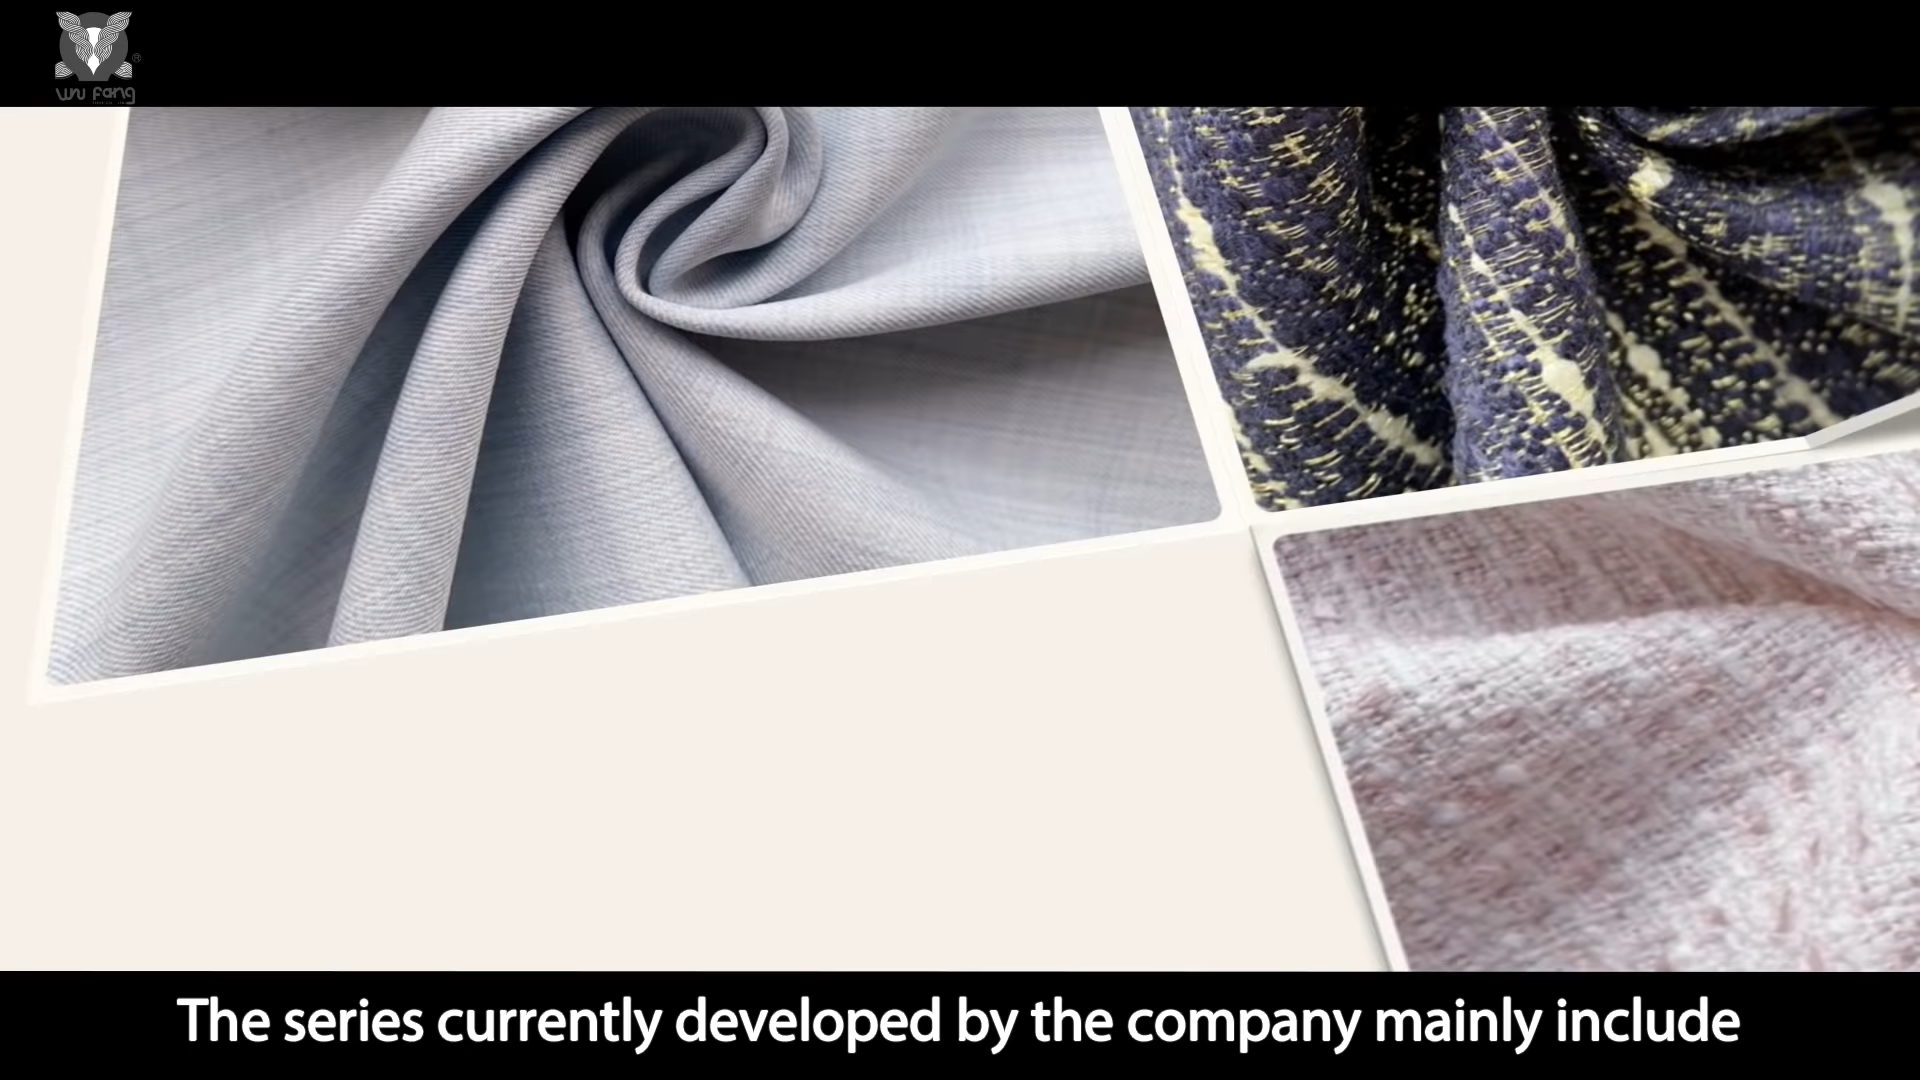 wu fang
The series currently developed by the company mainly include